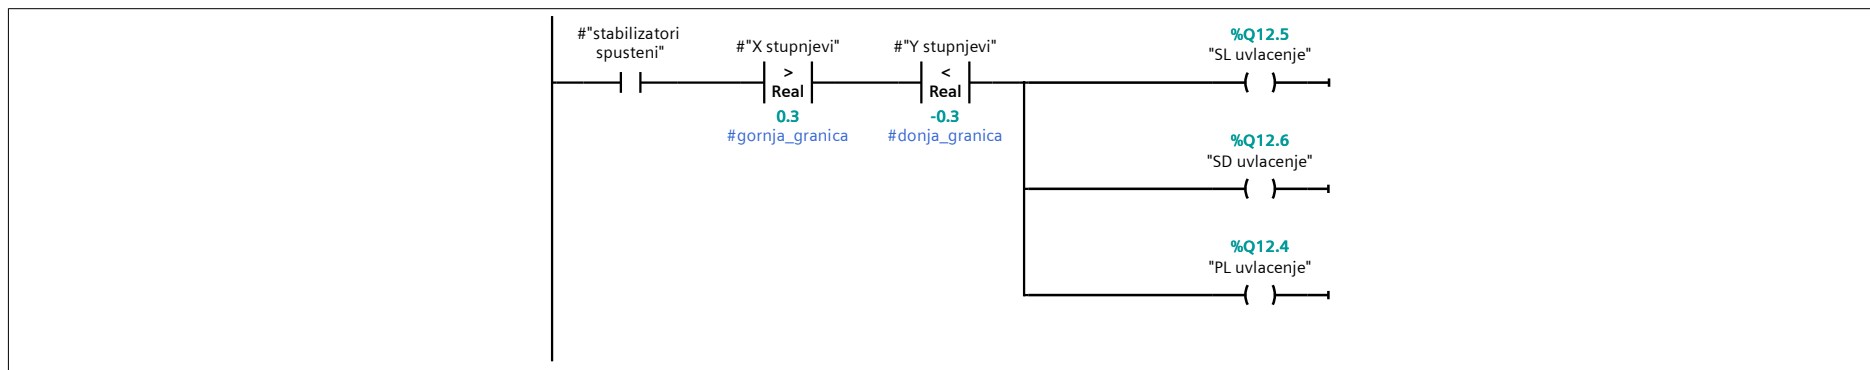 #"stabilizatori
spusteni"
#"X stupnjevi"
>
Real
0.3
#gornja_granica
#"Y stupnjevi"
<
Real
-0.3
#donja_granica
%Q12.5
"SL uvlacenje"
%Q12.6
"SD uvlacenje"
%Q12.4
"PL uvlacenje"